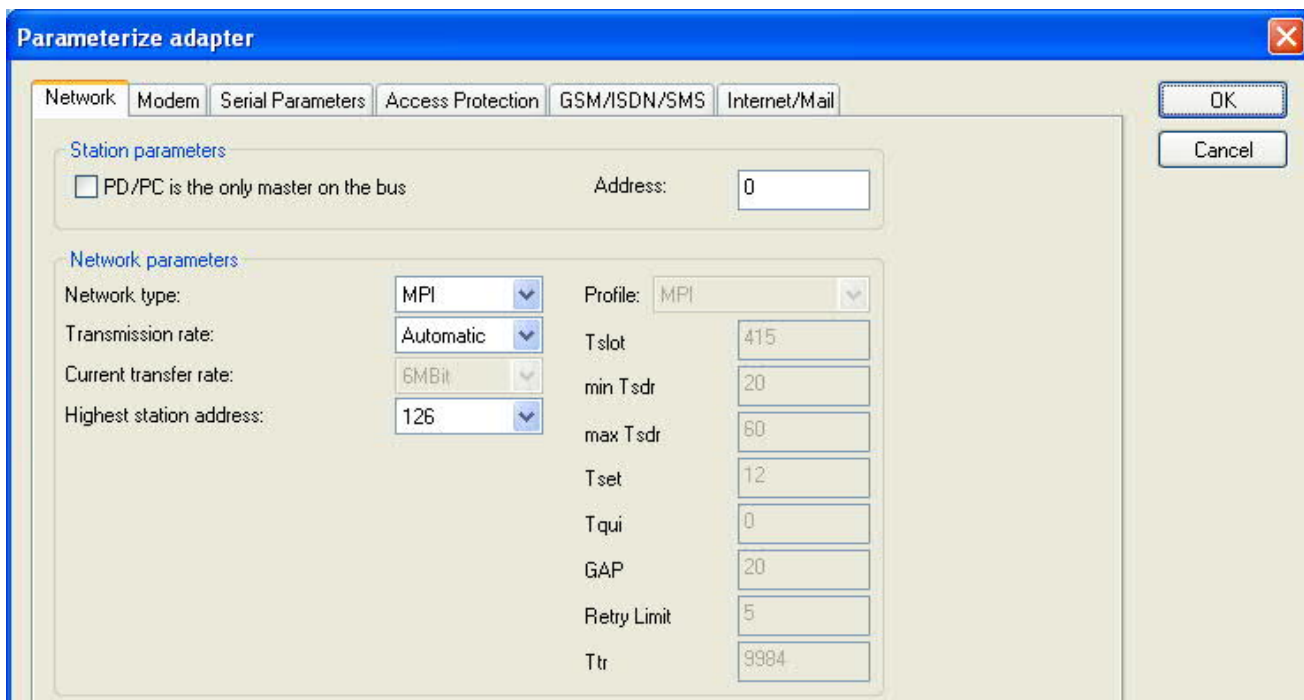 Parameterize adapter
Network Modem Serial Parameters Access Protection GSM/ISDN/SMS Internet/Mail
OK
Cancel
Station parameters
PD/PC is the only master on the bus
Address: 0
Network parameters
Network type: MPI
Transmission rate: Automatic
Current transfer rate: 6MBit
Highest station address: 126
Profile: MPI
Tslot 415
min Tsdr 20
max Tsdr 60
Tset 12
Tqui 0
GAP 20
Retry Limit 5
Ttr 9984